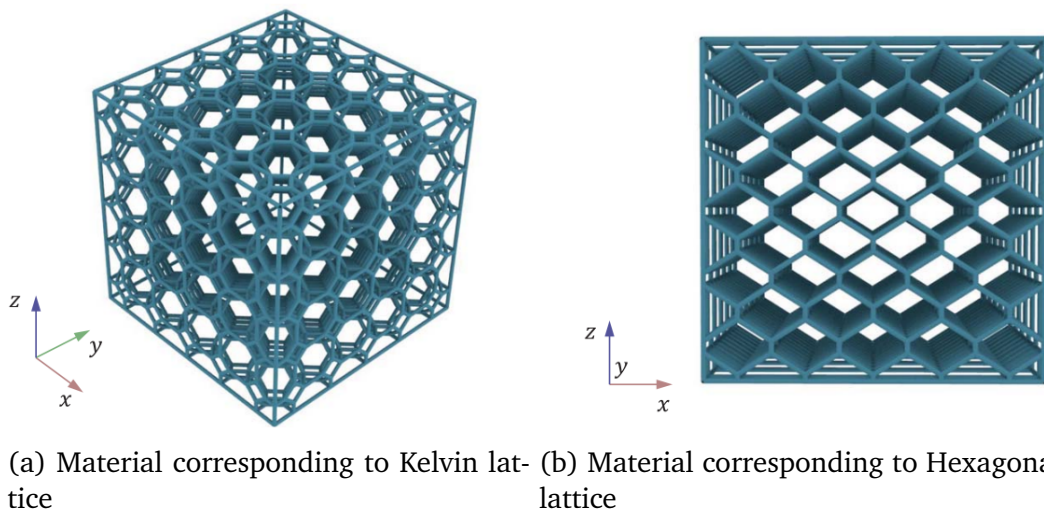 z
y
x
z
y
x
(a) Material corresponding to Kelvin lat-
tice
(b) Material corresponding to Hexagona
lattice